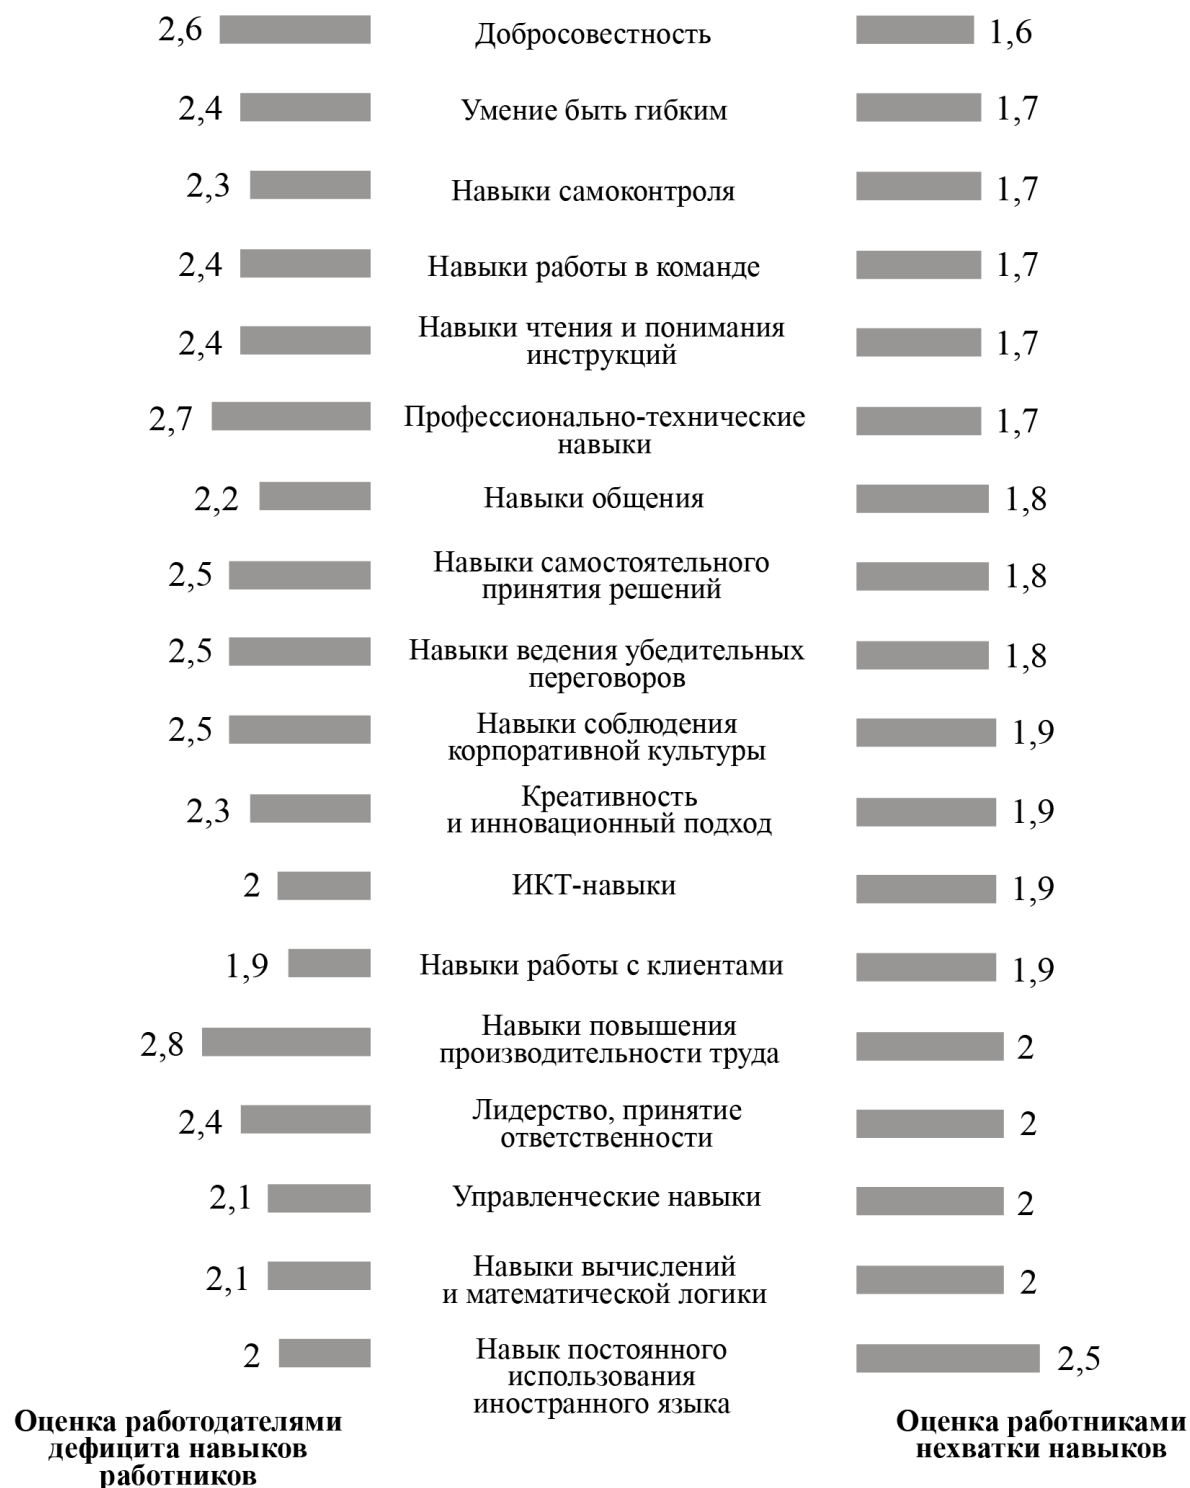 2,6 Добросовестность 1,6
2,4 Умение быть гибким 1,7
2,3 Навыки самоконтроля 1,7
2,4 Навыки работы в команде 1,7
2,4 Навыки чтения и понимания
инструкций 1,7
2,7 Профессионально-технические
навыки 1,7
2,2 Навыки общения 1,8
2,5 Навыки самостоятельного
принятия решений 1,8
2,5 Навыки ведения убедительных
переговоров 1,8
2,5 Навыки соблюдения
корпоративной культуры 1,9
2,3 Креативность
и инновационный подход 1,9
2 ИКТ-навыки 1,9
1,9 Навыки работы с клиентами 1,9
2,8 Навыки повышения
производительности труда 2
2,4 Лидерство, принятие
ответственности 2
2,1 Управленческие навыки 2
2,1 Навыки вычислений
и математической логики 2
2 Навык постоянного
использования
иностранного языка 2,5
Оценка работодателями
дефицита навыков
работников
Оценка работниками
нехватки навыков